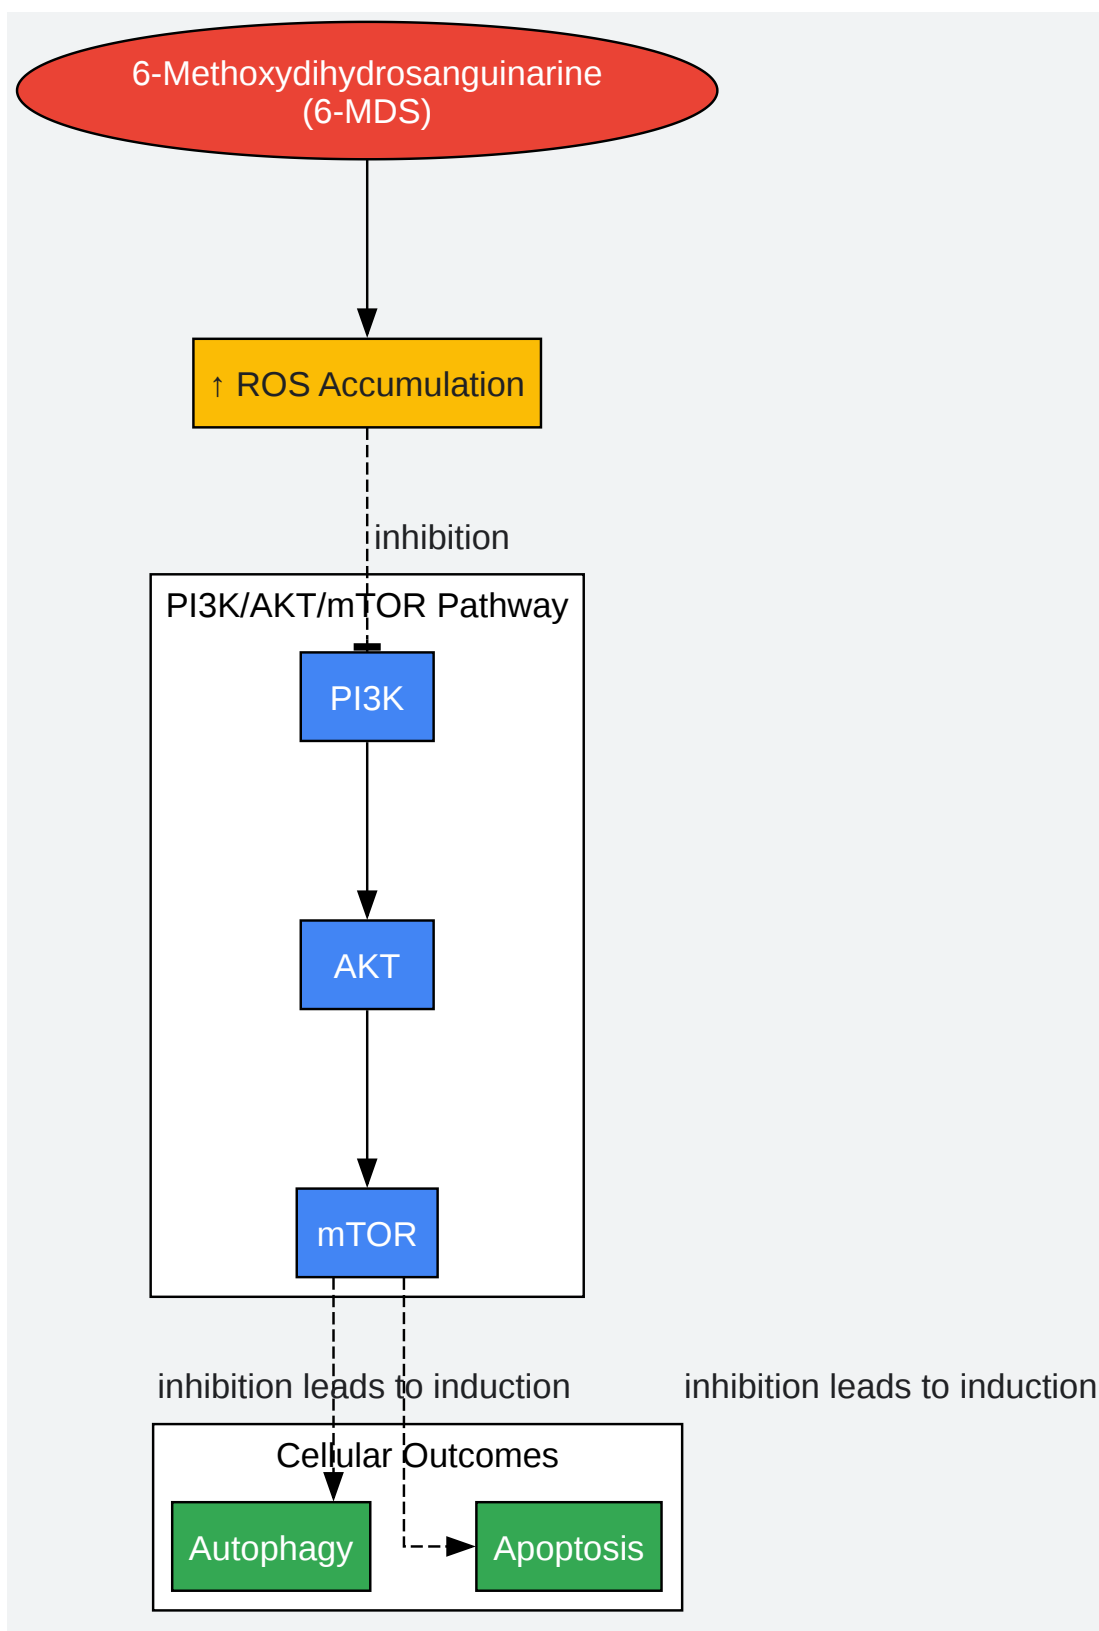 6-Methoxydihydrosanguinarine
(6-MDS)
↑ ROS Accumulation
inhibition
PI3K/AKT/mTOR Pathway
PI3K
AKT
mTOR
inhibition leads to induction
inhibition leads to induction
Cellular Outcomes
Autophagy
Apoptosis